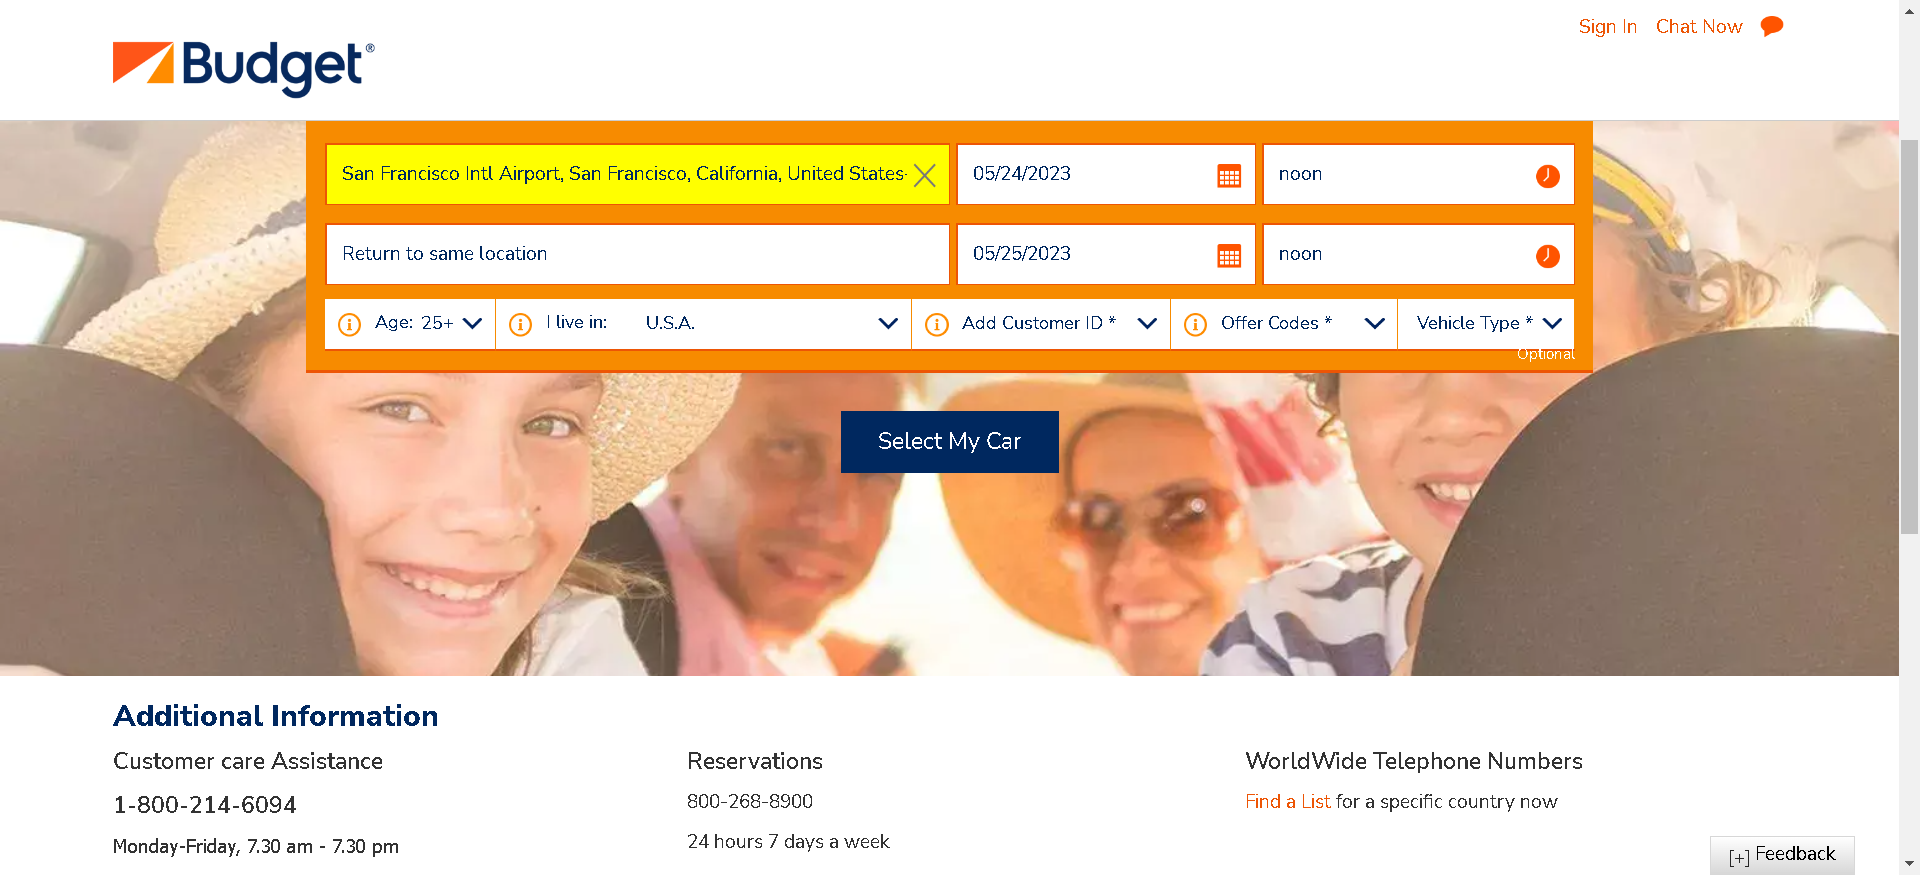 Sign In Chat Now
Budget®
San Francisco Intl Airport, San Francisco, California, United States- 05/24/2023 noon
Return to same location 05/25/2023 noon
Age: 25+ I live in: U.S.A. Add Customer ID * Offer Codes * Vehicle Type *
Optional
Select My Car
Additional Information
Customer care Assistance
1-800-214-6094
Monday-Friday, 7.30 am - 7.30 pm
Reservations
800-268-8900
24 hours 7 days a week
WorldWide Telephone Numbers
Find a List for a specific country now
[+] Feedback